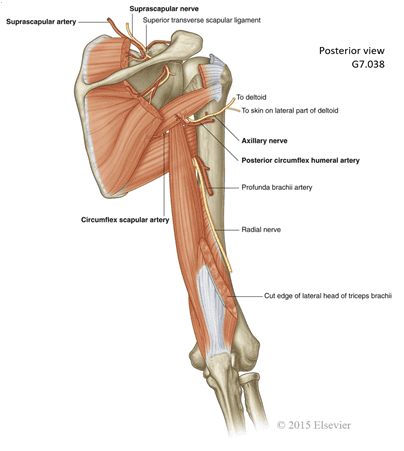 Suprascapular nerve
Suprascapular artery
Superior transverse scapular ligament
Posterior view
G7.038
To deltoid
To skin on lateral part of deltoid
Axillary nerve
Posterior circumflex humeral artery
Profunda brachii artery
Circumflex scapular artery
Radial nerve
Cut edge of lateral head of triceps brachii
© 2015 Elsevier